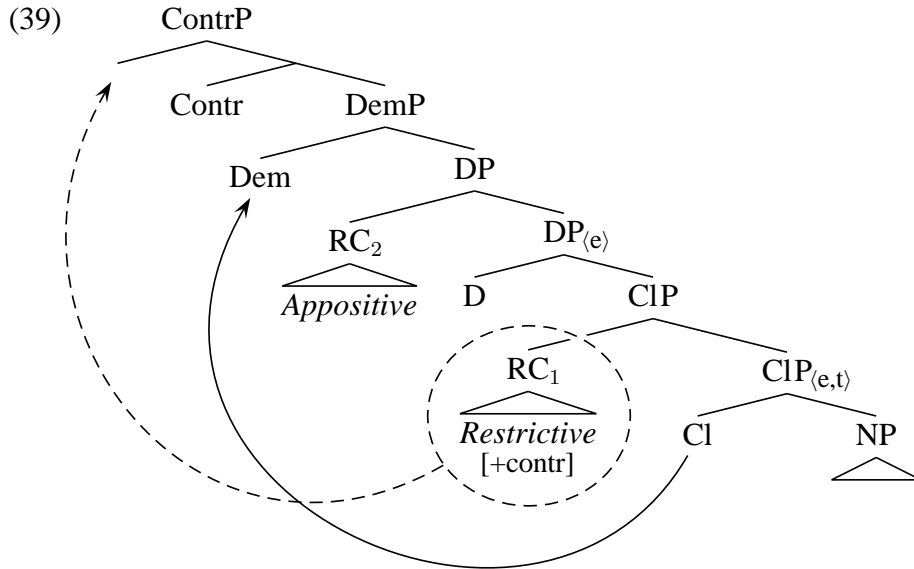 (39) ContrP
Contr DemP
Dem DP
RC₂ DP⟨e⟩
Appositive D ClP
RC₁ ClP⟨e,t⟩
Restrictive Cl NP
[+contr]